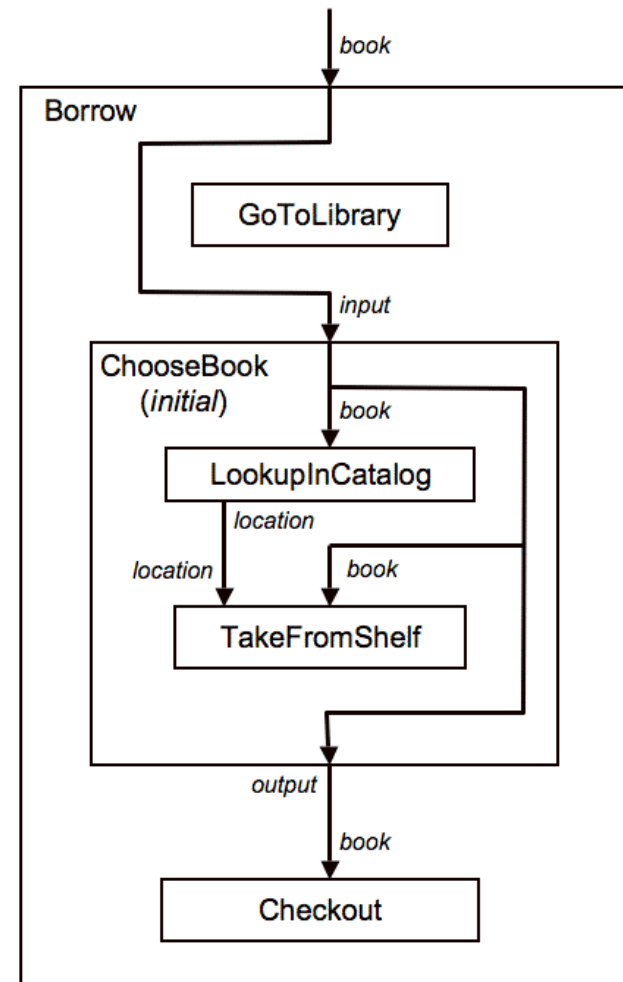 book
Borrow
GoToLibrary
input
ChooseBook
(initial)
book
LookupInCatalog
location
location
book
TakeFromShelf
output
book
Checkout